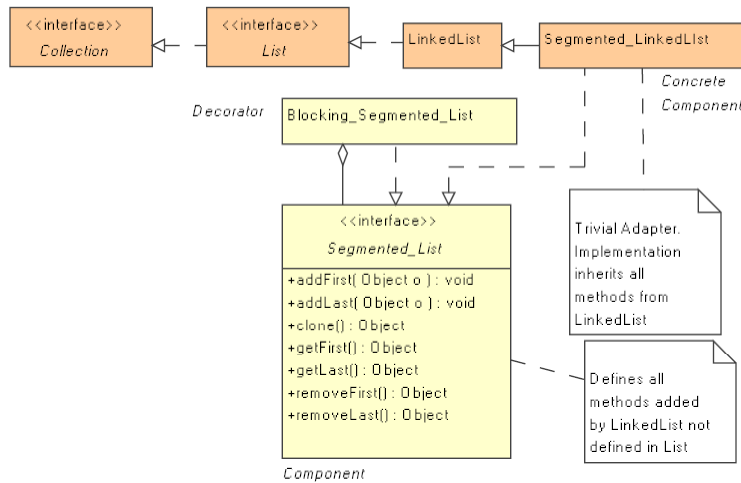 <<interface>>
Collection
<<interface>>
List
LinkedList
Segmented_LinkedLIst
Concrete
Component
Decorator
Blocking_Segmented_List
<<interface>>
Segmented_List
+addFirst( Object o ) : void
+addLast( Object o ) : void
+clone() : Object
+getFirst() : Object
+getLast() : Object
+removeFirst() : Object
+removeLast() : Object
Component
Trivial Adapter.
Implementation
inherits all
methods from
LinkedList
Defines all
methods added
by LinkedList not
defined in List